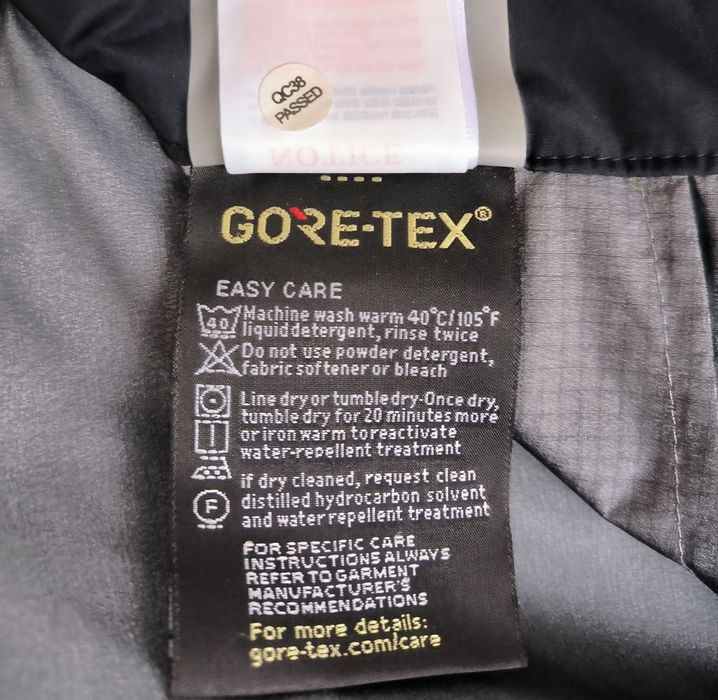 QC38
PASSED
NOTICE
GORE-TEX®
EASY CARE
40
Machine wash warm 40°C/105°F
liquid detergent, rinse twice
Do not use powder detergent,
fabric softener or bleach
Line dry or tumble dry-Once dry,
tumble dry for 20 minutes more
or iron warm to reactivate
water-repellent treatment
F
if dry cleaned, request clean
distilled hydrocarbon solvent
and water repellent treatment
FOR SPECIFIC CARE
INSTRUCTIONS ALWAYS
REFER TO GARMENT
MANUFACTURER'S
RECOMMENDATIONS
For more details:
gore-tex.com/care